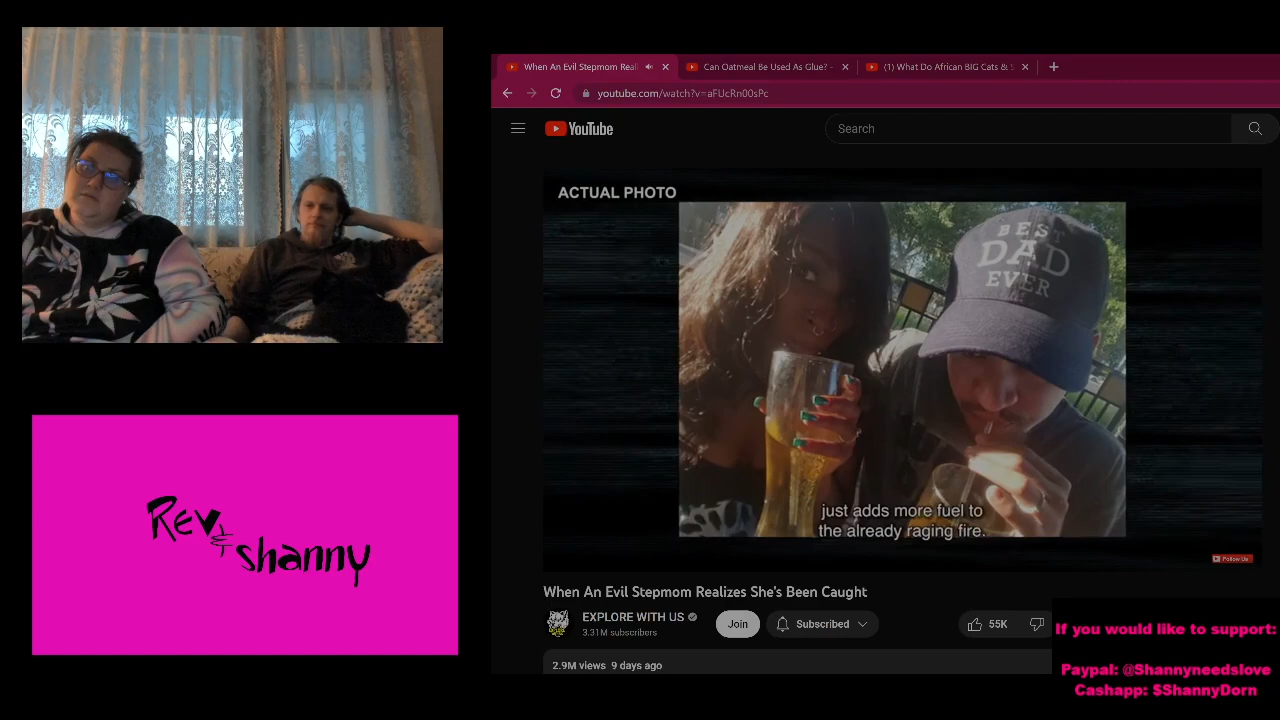 When An Evil Stepmom Reali
Can Oatmeal Be Used As Glue? -
(1) What Do African BIG Cats &
youtube.com/watch?v=aFUcRn00sPc
YouTube
Search
ACTUAL PHOTO
BEST
DAD
EVER
just adds more fuel to
the already raging fire.
Follow Us
When An Evil Stepmom Realizes She's Been Caught
EXPLORE WITH US
3.31M subscribers
Join
Subscribed
55K
2.9M views 9 days ago
Rev
&
Shanny
If you would like to support:
Paypal: @Shannyneedslove
Cashapp: $ShannyDorn